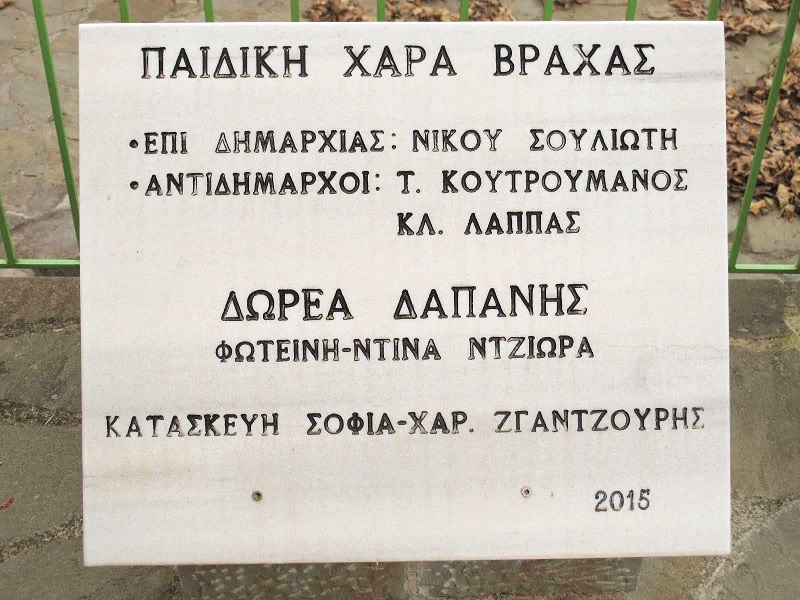 ΠΑΙΔΙΚΗ ΧΑΡΑ ΒΡΑΧΑΣ
•ΕΠΙ ΔΗΜΑΡΧΙΑΣ: ΝΙΚΟΥ ΣΟΥΛΙΩΤΗ
•ΑΝΤΙΔΗΜΑΡΧΟΙ: Τ. ΚΟΥΤΡΟΥΜΑΝΟΣ
ΚΛ. ΛΑΠΠΑΣ
ΔΩΡΕΑ ΔΑΠΑΝΗΣ
ΦΩΤΕΙΝΗ-ΝΤΙΝΑ ΝΤΖΙΩΡΑ
ΚΑΤΑΣΚΕΥΗ ΣΟΦΙΑ-ΧΑΡ. ΖΓΑΝΤΖΟΥΡΗΣ
2015